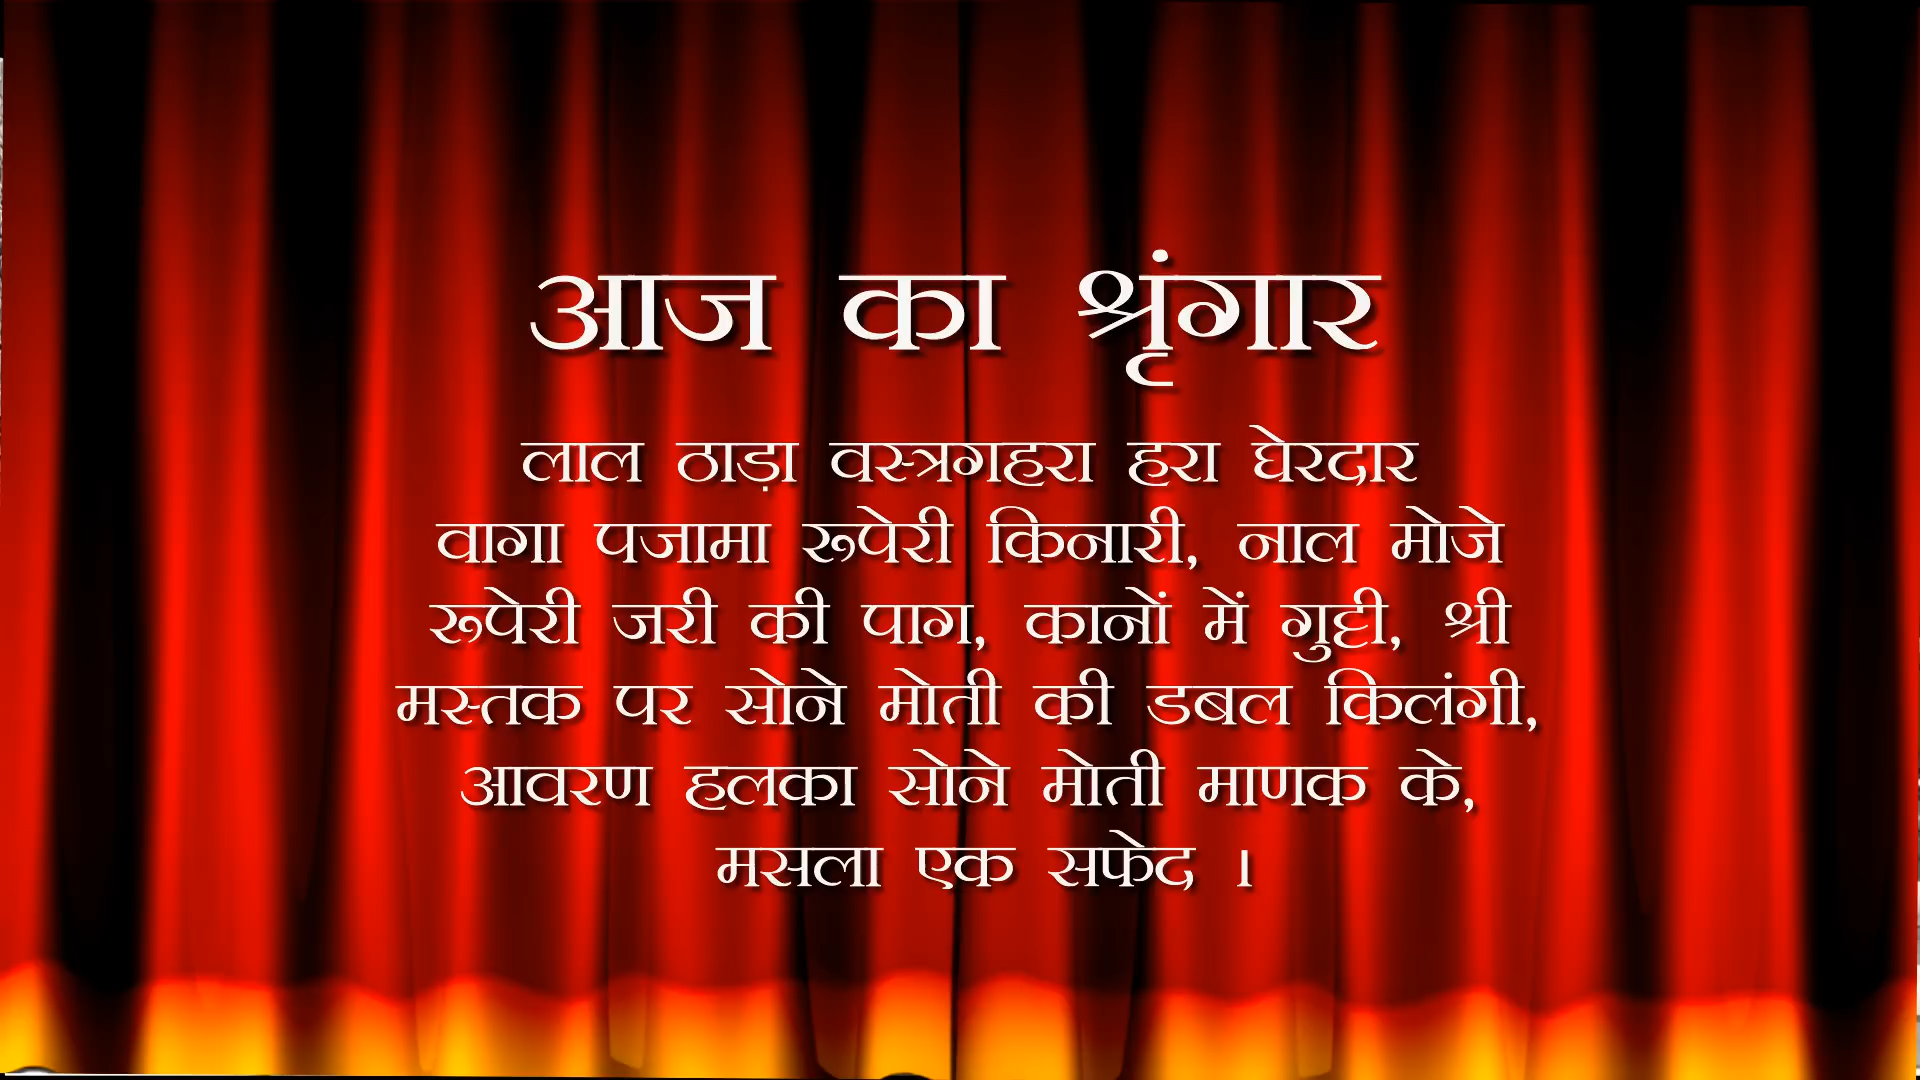 आज का श्रृंगार
लाल ठाड़ा वस्त्रगहरा हरा घेरदार
वागा पजामा रूपेरी किनारी, नाल मोजे
रूपेरी जरी की पाग, कानों में गुट्टी, श्री
मस्तक पर सोने मोती की डबल किलंगी,
आवरण हलका सोने मोती माणक के,
मसला एक सफेद ।